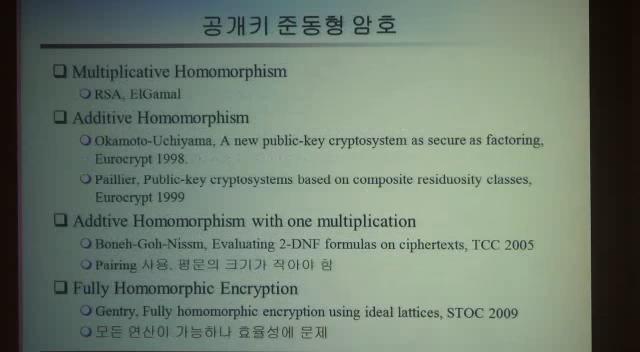 공개키 준동형 암호
❑ Multiplicative Homomorphism
❍ RSA, ElGamal
❑ Additive Homomorphism
❍ Okamoto-Uchiyama, A new public-key cryptosystem as secure as factoring,
Eurocrypt 1998.
❍ Paillier, Public-key cryptosystems based on composite residuosity classes,
Eurocrypt 1999
❑ Addtive Homomorphism with one multiplication
❍ Boneh-Goh-Nissm, Evaluating 2-DNF formulas on ciphertexts, TCC 2005
❍ Pairing 사용, 평문의 크기가 작아야 함
❑ Fully Homomorphic Encryption
❍ Gentry, Fully homomorphic encryption using ideal lattices, STOC 2009
❍ 모든 연산이 가능하나 효율성에 문제